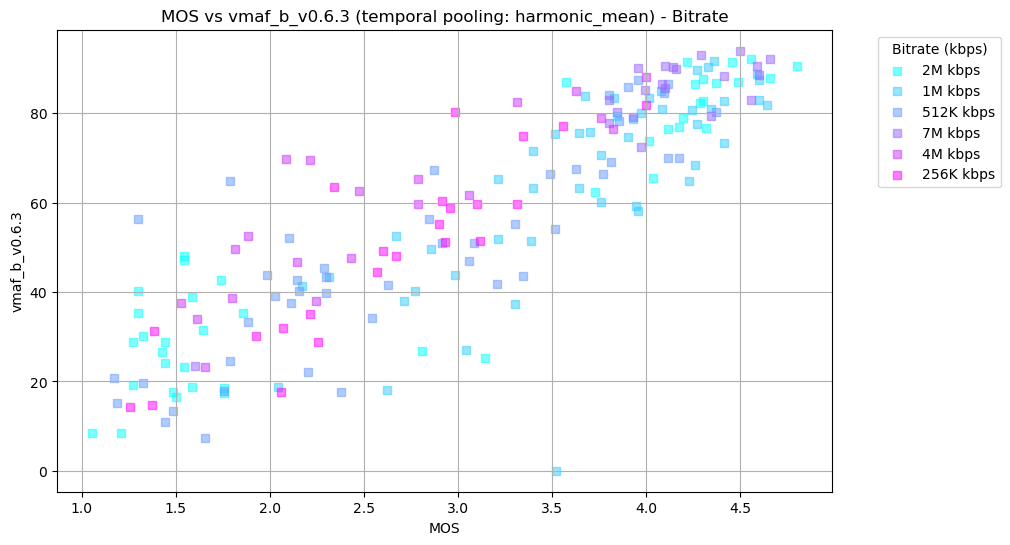 MOS vs vmaf_b_v0.6.3 (temporal pooling: harmonic_mean) - Bitrate
vmaf_b_v0.6.3
80
60
40
20
0
1.0 1.5 2.0 2.5 3.0 3.5 4.0 4.5
MOS
Bitrate (kbps)
2M kbps
1M kbps
512K kbps
7M kbps
4M kbps
256K kbps